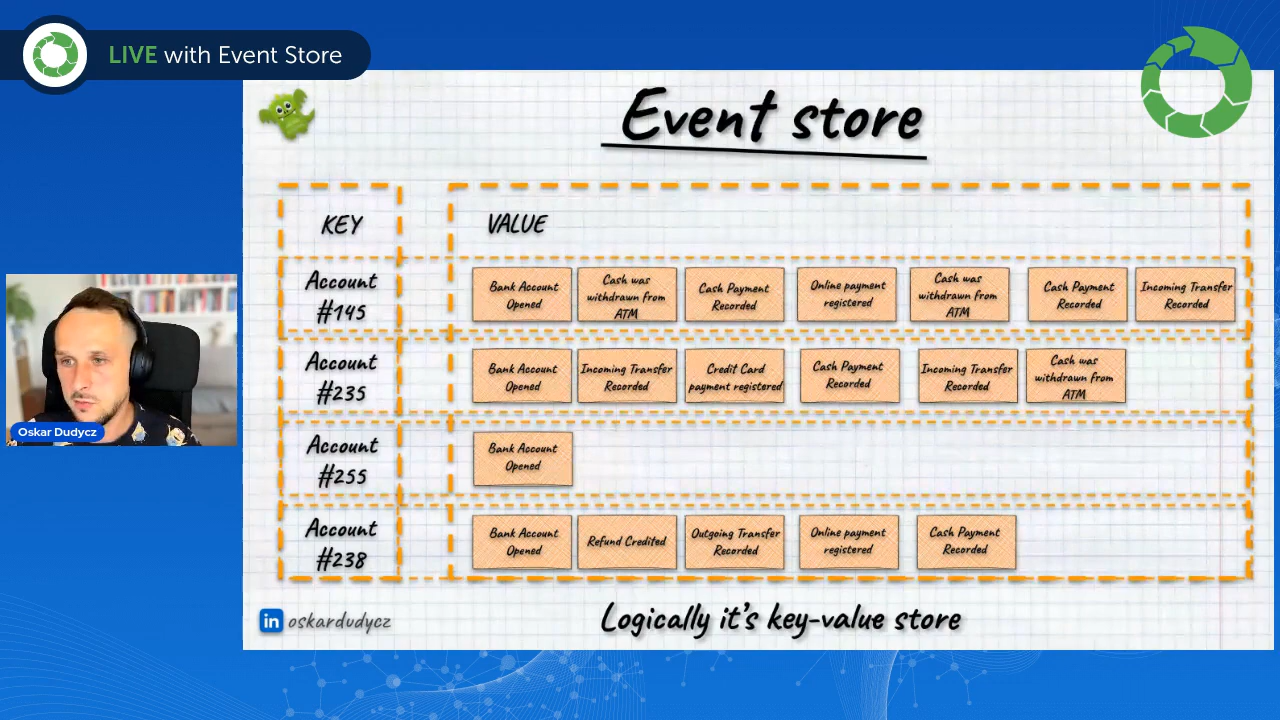 LIVE with Event Store
Event store
KEY
VALUE
Account
#145
Bank Account
Opened
Cash was
withdrawn from
ATM
Cash Payment
Recorded
Online payment
registered
Cash was
withdrawn from
ATM
Cash Payment
Recorded
Incoming Transfer
Recorded
Account
#235
Bank Account
Opened
Incoming Transfer
Recorded
Credit Card
payment registered
Cash Payment
Recorded
Incoming Transfer
Recorded
Cash was
withdrawn from
ATM
Account
#255
Bank Account
Opened
Account
#238
Bank Account
Opened
Refund Credited
Outgoing Transfer
Recorded
Online payment
registered
Cash Payment
Recorded
Oskar Dudycz
in oskardudycz
Logically it's key-value store